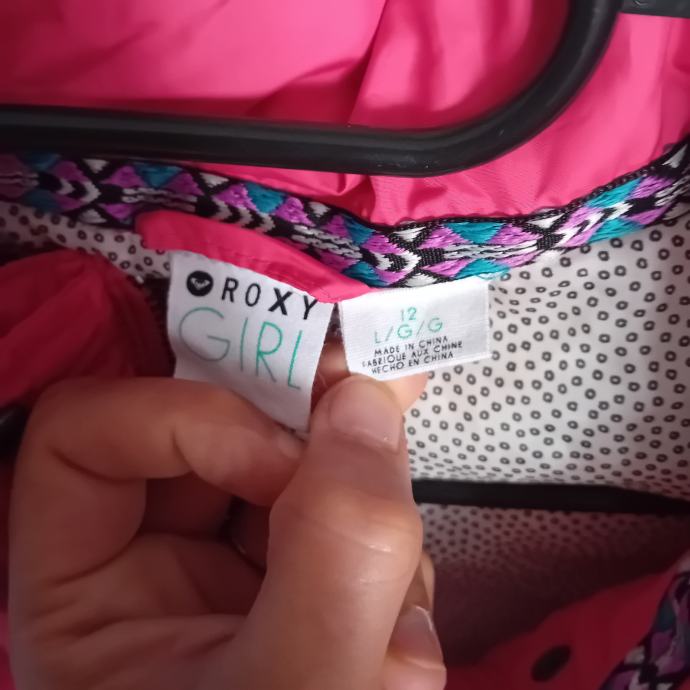 ROXY
GIRL
12
L/G/G
MADE IN CHINA
FABRIQUE AUX CHINE
HECHO EN CHINA